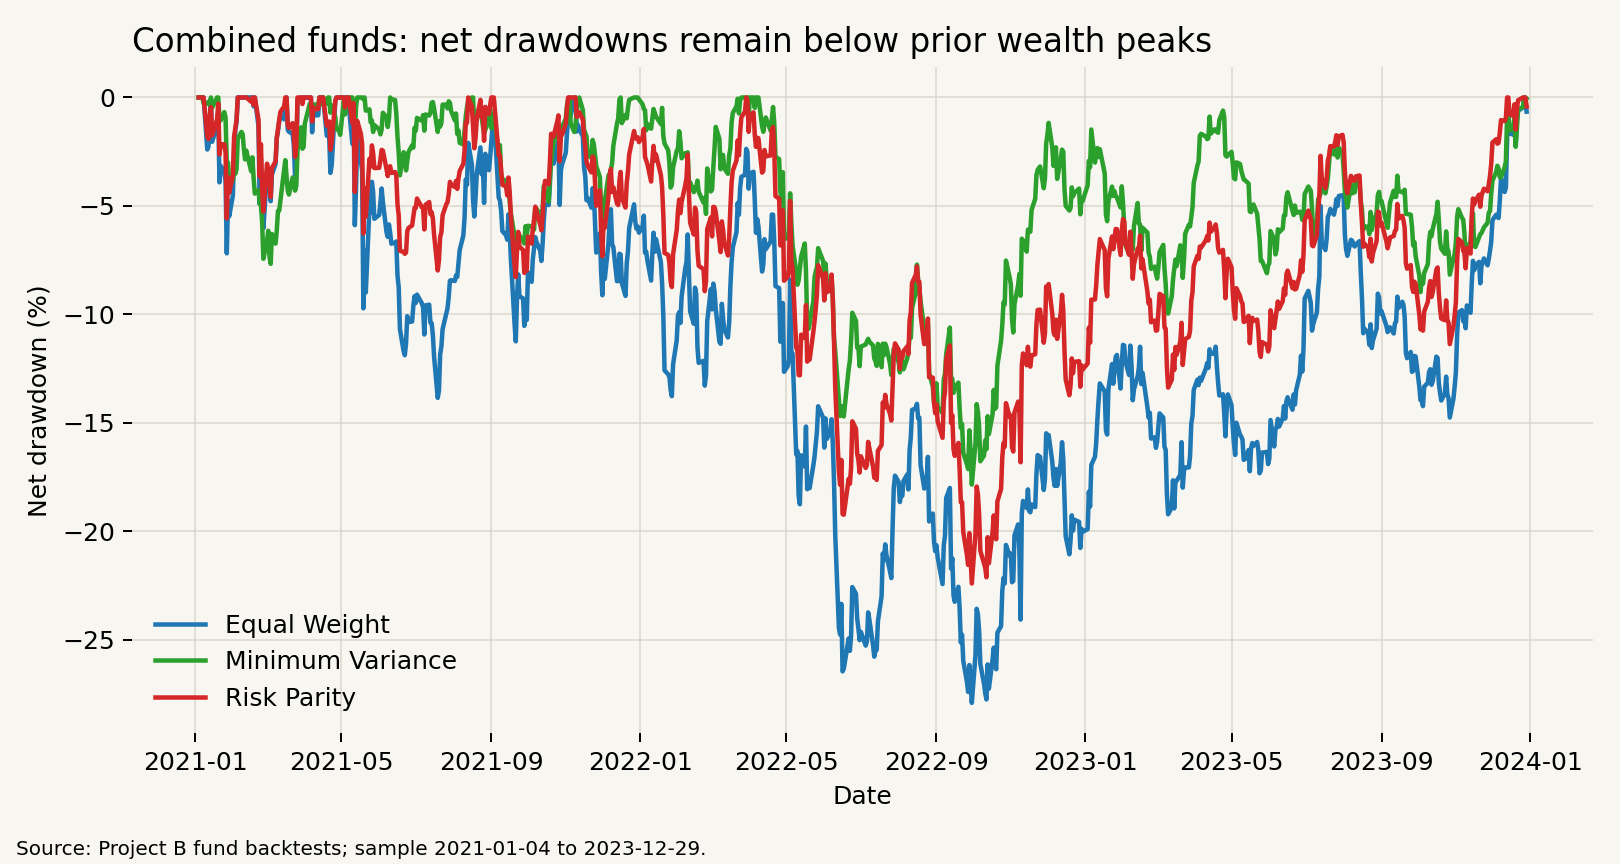 Combined funds: net drawdowns remain below prior wealth peaks
Net drawdown (%)
0
−5
−10
−15
−20
−25
Equal Weight
Minimum Variance
Risk Parity
2021-01 2021-05 2021-09 2022-01 2022-05 2022-09 2023-01 2023-05 2023-09 2024-01
Date
Source: Project B fund backtests; sample 2021-01-04 to 2023-12-29.